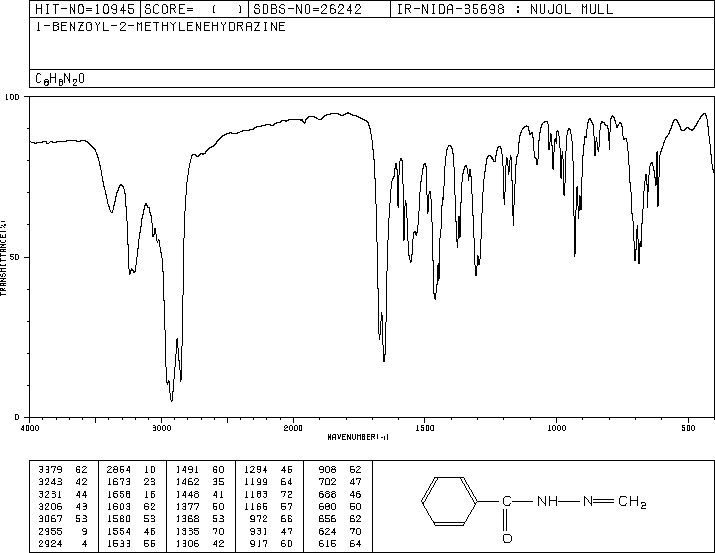 HIT-NO=10945 SCORE= ( ) SDBS-NO=26242 IR-NIDA-35698 : NUJOL MULL
1-BENZOYL-2-METHYLENEHYDRAZINE
C8H8N2O
100
50
0
TRANSMITTANCE(%)
4000 3000 2000 1500 1000 500
WAVENUMBER(-1)
3379 62 2854 10 1491 60 1294 46 908 52
3243 42 1673 23 1462 35 1199 64 702 47
3231 44 1658 16 1448 41 1183 72 688 46
3206 43 1603 62 1377 50 1166 57 680 50
3067 53 1580 53 1368 53 972 66 656 62
2955 9 1554 46 1335 70 931 47 624 70
2924 4 1533 55 1306 42 917 60 615 64
C NH N CH2
O